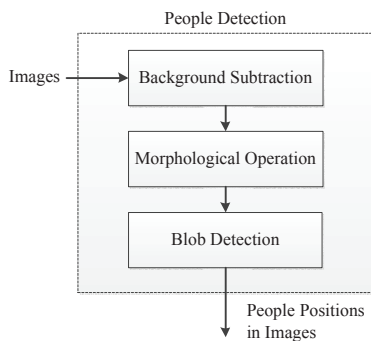 People Detection
Images
Background Subtraction
Morphological Operation
Blob Detection
People Positions
in Images